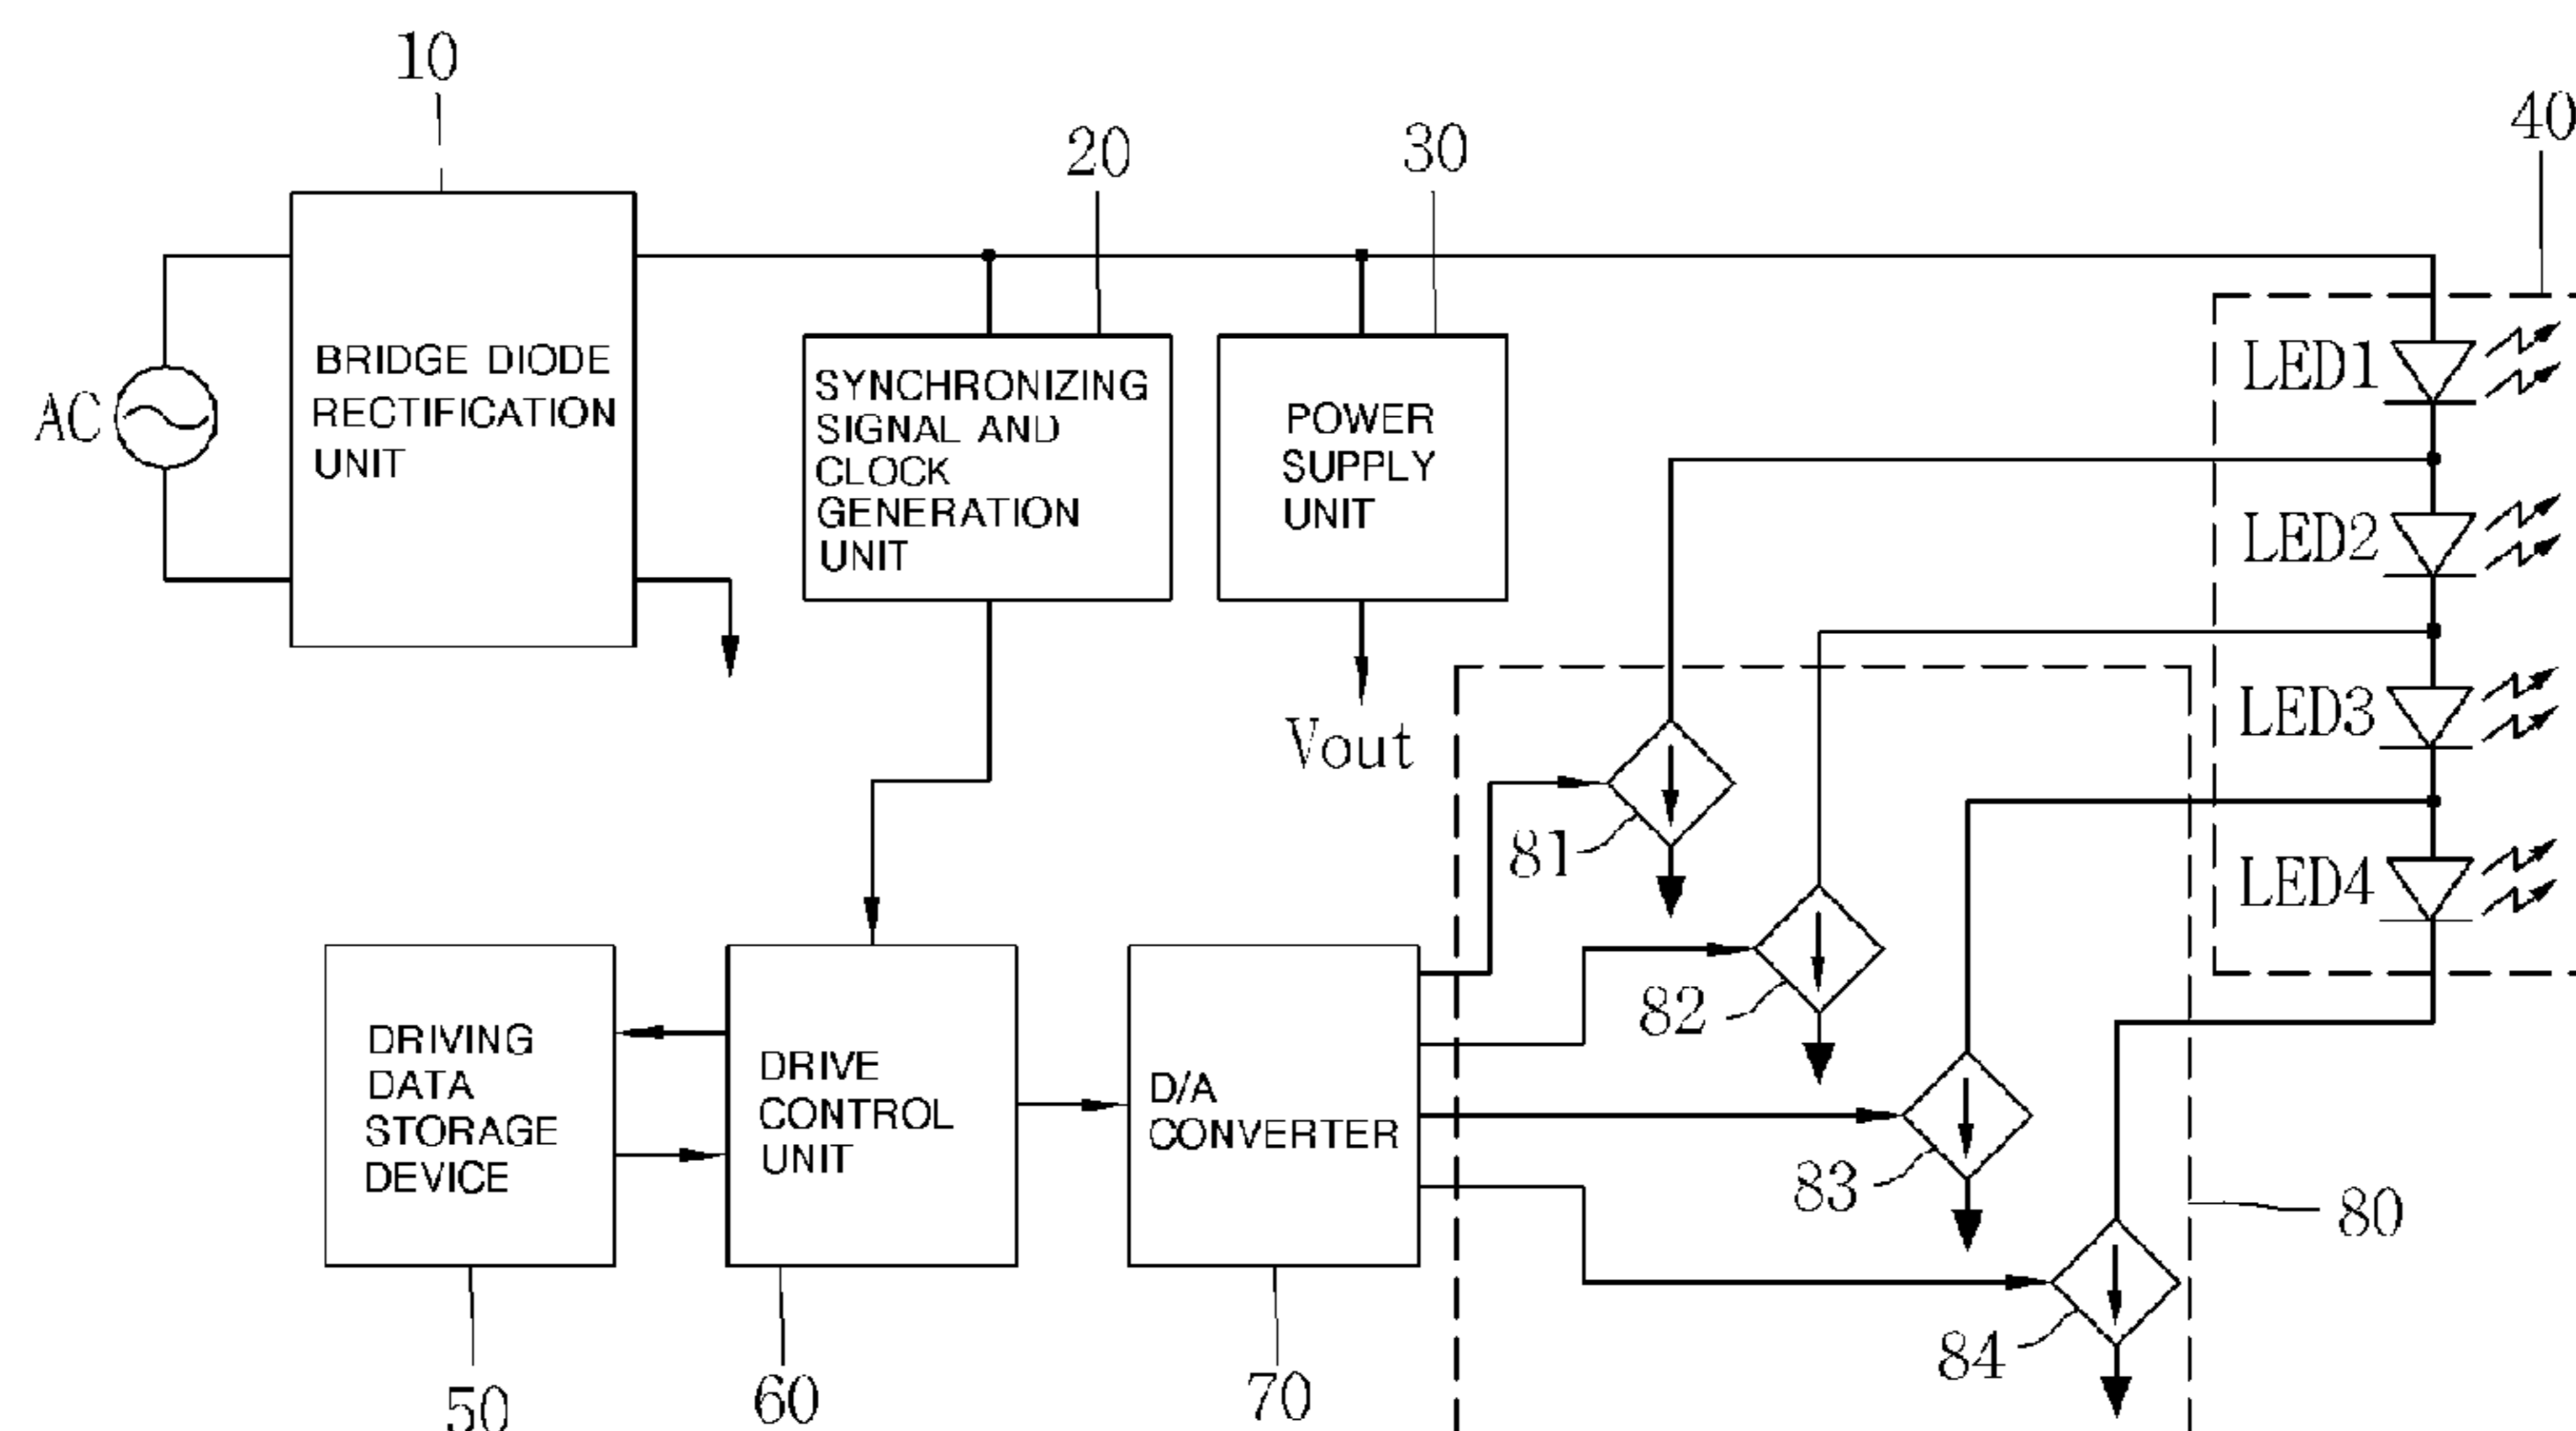 10
20
30
40
AC
BRIDGE DIODE
RECTIFICATION
UNIT
SYNCHRONIZING
SIGNAL AND
CLOCK
GENERATION
UNIT
POWER
SUPPLY
UNIT
Vout
LED1
LED2
LED3
LED4
81
82
83
84
80
DRIVING
DATA
STORAGE
DEVICE
DRIVE
CONTROL
UNIT
D/A
CONVERTER
50
60
70